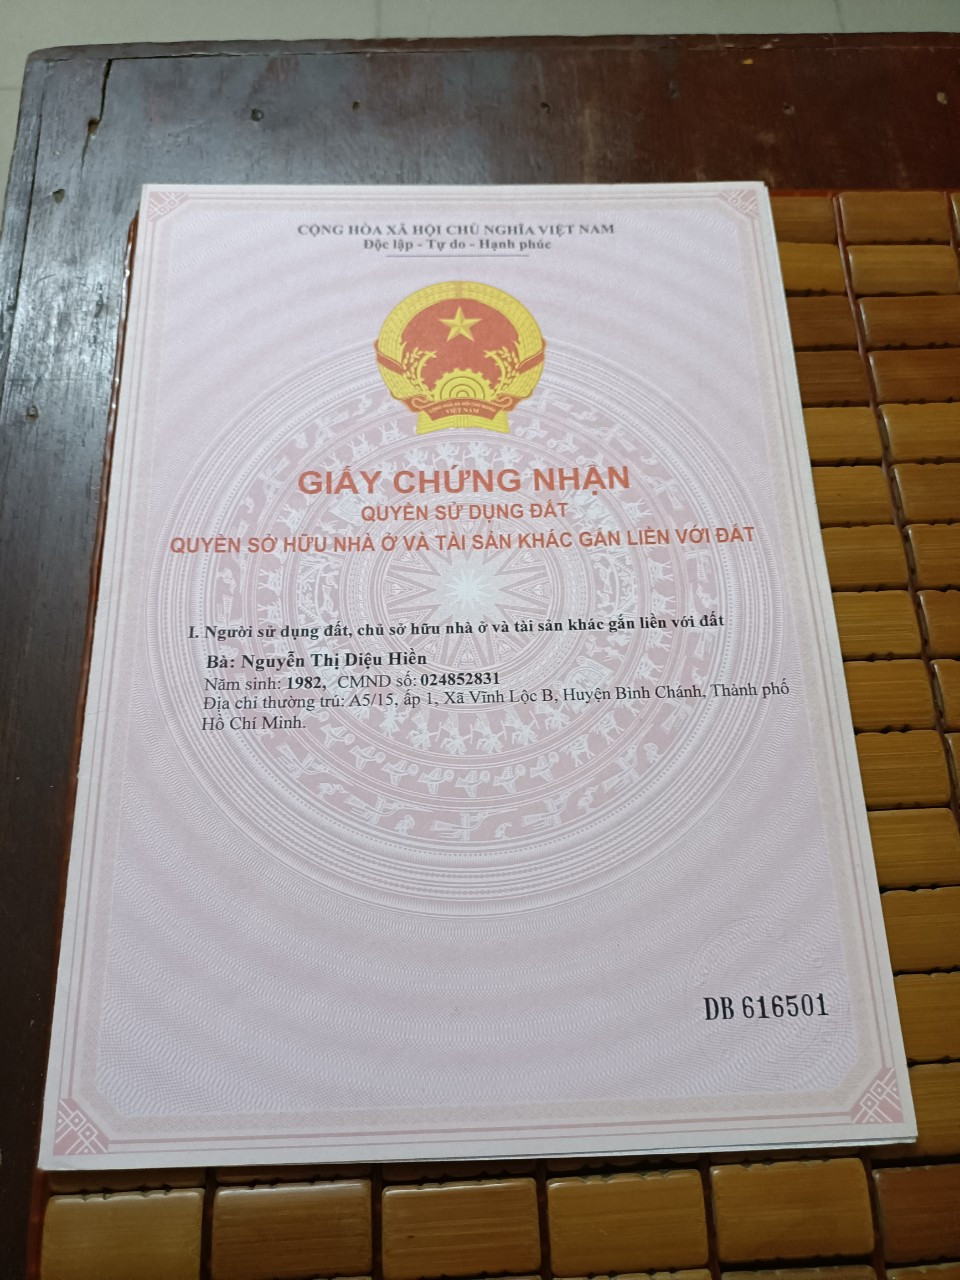 CỘNG HÒA XÃ HỘI CHỦ NGHĨA VIỆT NAM
Độc lập - Tự do - Hạnh phúc
VIỆT NAM
GIẤY CHỨNG NHẬN
QUYỀN SỬ DỤNG ĐẤT
QUYỀN SỞ HỮU NHÀ Ở VÀ TÀI SẢN KHÁC GẮN LIỀN VỚI ĐẤT
I. Người sử dụng đất, chủ sở hữu nhà ở và tài sản khác gắn liền với đất
Bà: Nguyễn Thị Diệu Hiền
Năm sinh: 1982, CMND số: 024852831
Địa chỉ thường trú: A5/15, ấp 1, Xã Vĩnh Lộc B, Huyện Bình Chánh, Thành phố
Hồ Chí Minh.
DB 616501